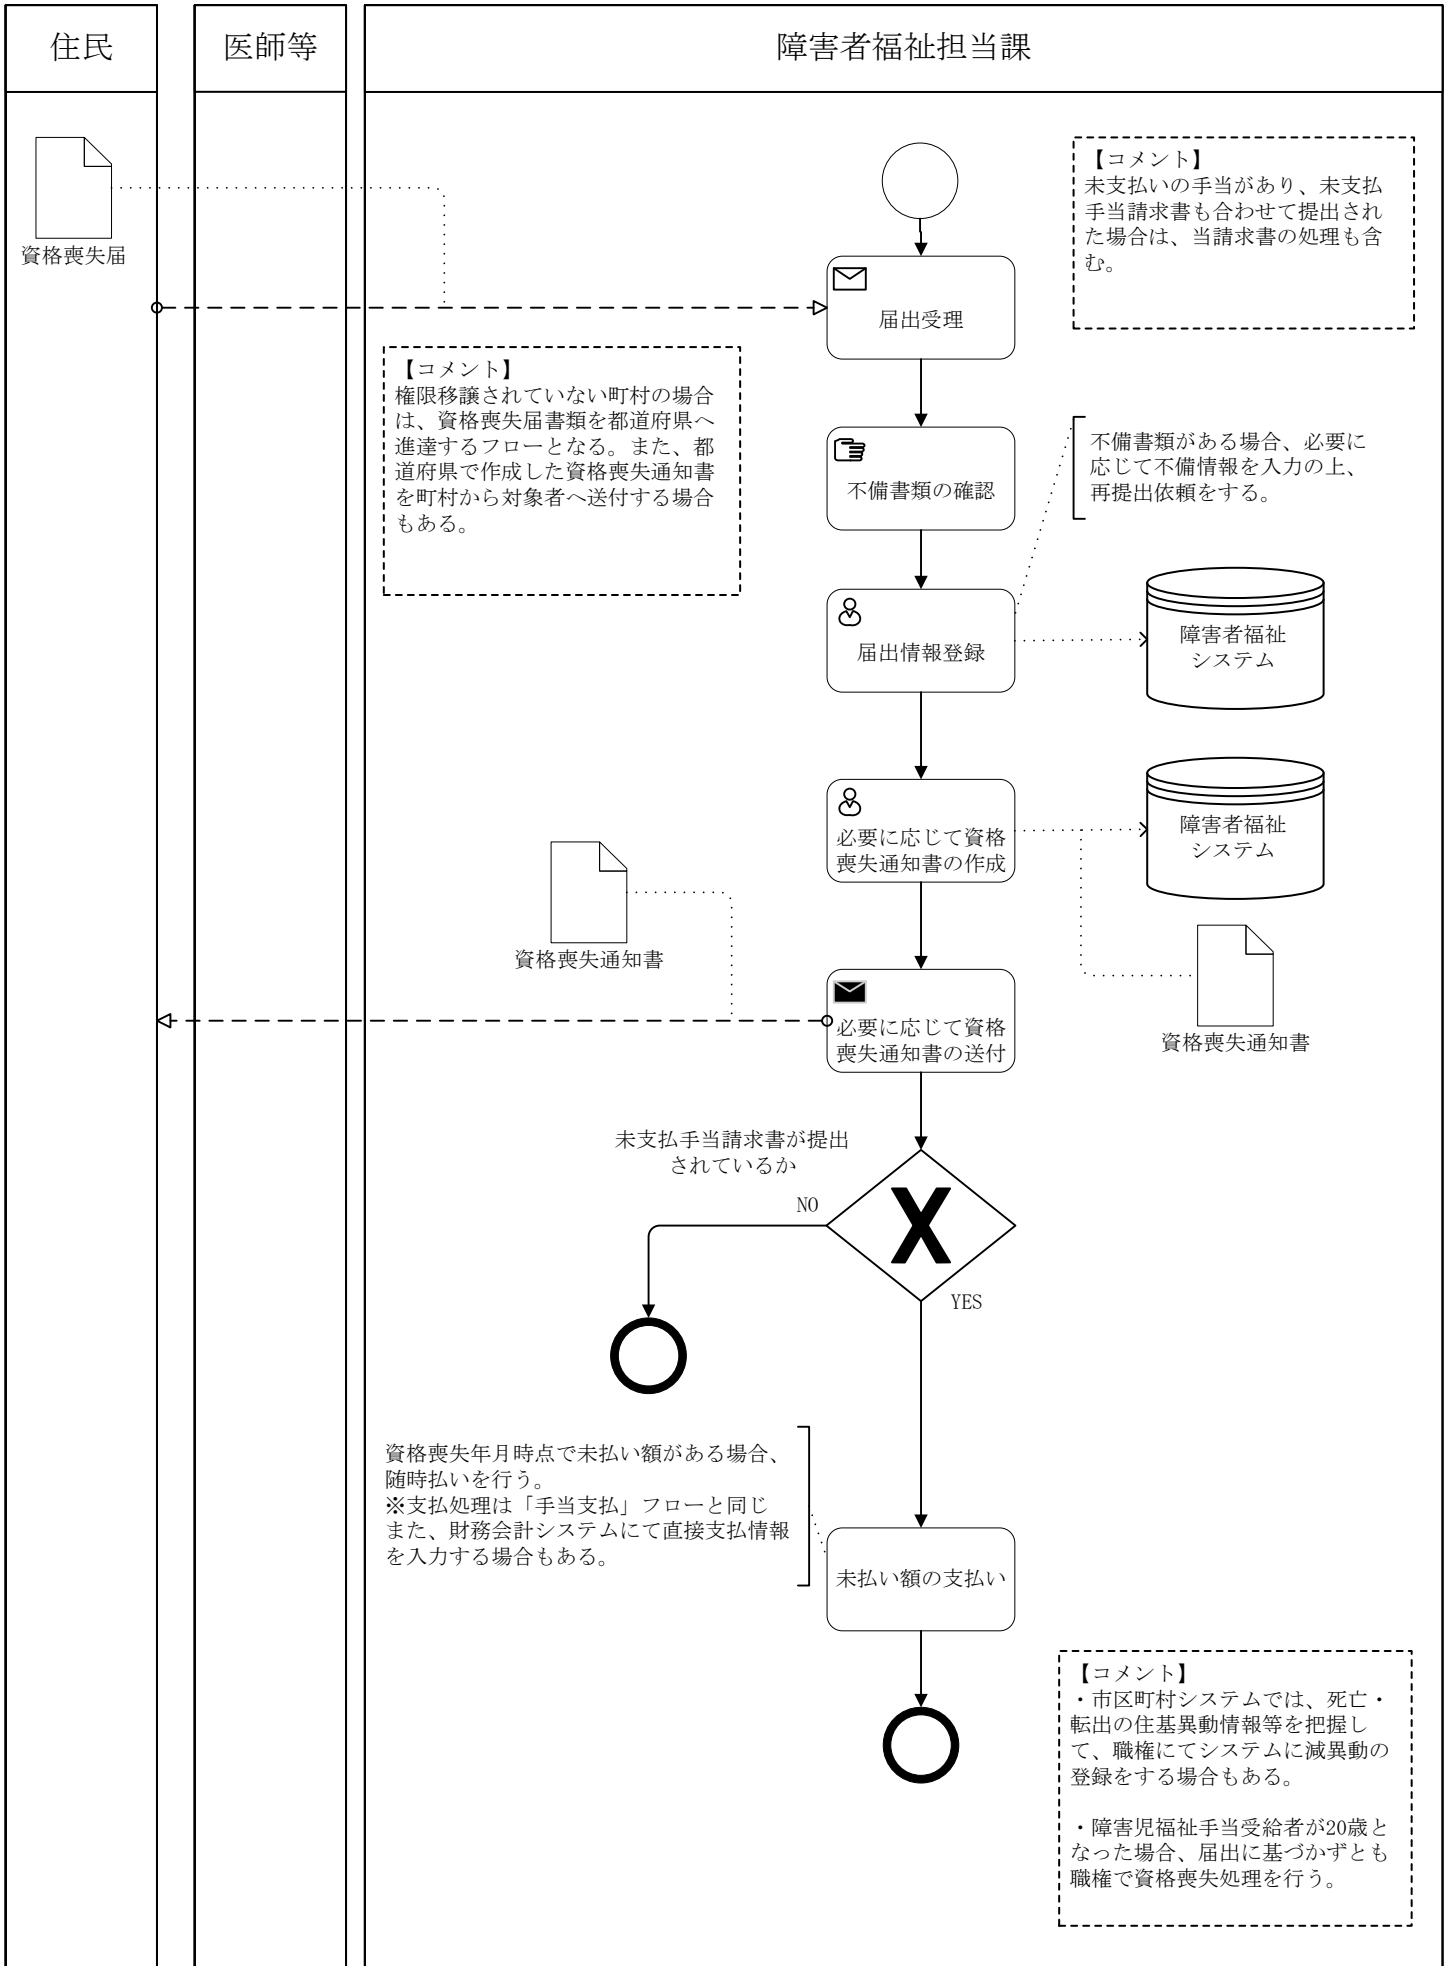 住民
医師等
障害者福祉担当課
資格喪失届
【コメント】
未支払いの手当があり、未支払
手当請求書も合わせて提出され
た場合は、当請求書の処理も含
む。
届出受理
【コメント】
権限移譲されていない町村の場合
は、資格喪失届書類を都道府県へ
進達するフローとなる。また、都
道府県で作成した資格喪失通知書
を町村から対象者へ送付する場合
もある。
不備書類の確認
不備書類がある場合、必要に
応じて不備情報を入力の上、
再提出依頼をする。
届出情報登録
障害者福祉
システム
必要に応じて資格
喪失通知書の作成
障害者福祉
システム
資格喪失通知書
資格喪失通知書
必要に応じて資格
喪失通知書の送付
未支払手当請求書が提出
されているか
NO
YES
資格喪失年月時点で未払い額がある場合、
随時払いを行う。
※支払処理は「手当支払」フローと同じ
また、財務会計システムにて直接支払情報
を入力する場合もある。
未払い額の支払い
【コメント】
・市区町村システムでは、死亡・
転出の住基異動情報等を把握し
て、職権にてシステムに減異動の
登録をする場合もある。
・障害児福祉手当受給者が20歳と
なった場合、届出に基づかずとも
職権で資格喪失処理を行う。